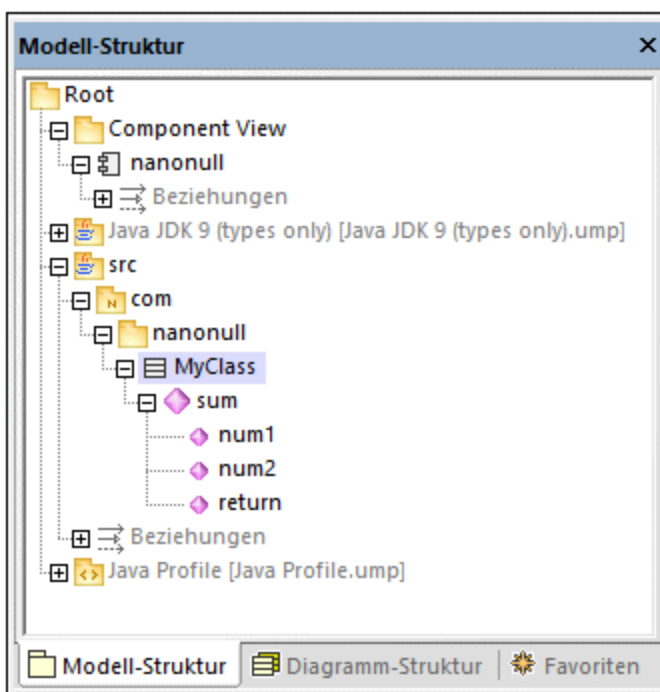 Modell-Struktur
Root
Component View
nanonull
Beziehungen
Java JDK 9 (types only) [Java JDK 9 (types only).ump]
src
com
nanonull
MyClass
sum
num1
num2
return
Beziehungen
Java Profile [Java Profile.ump]
Modell-Struktur Diagramm-Struktur Favoriten